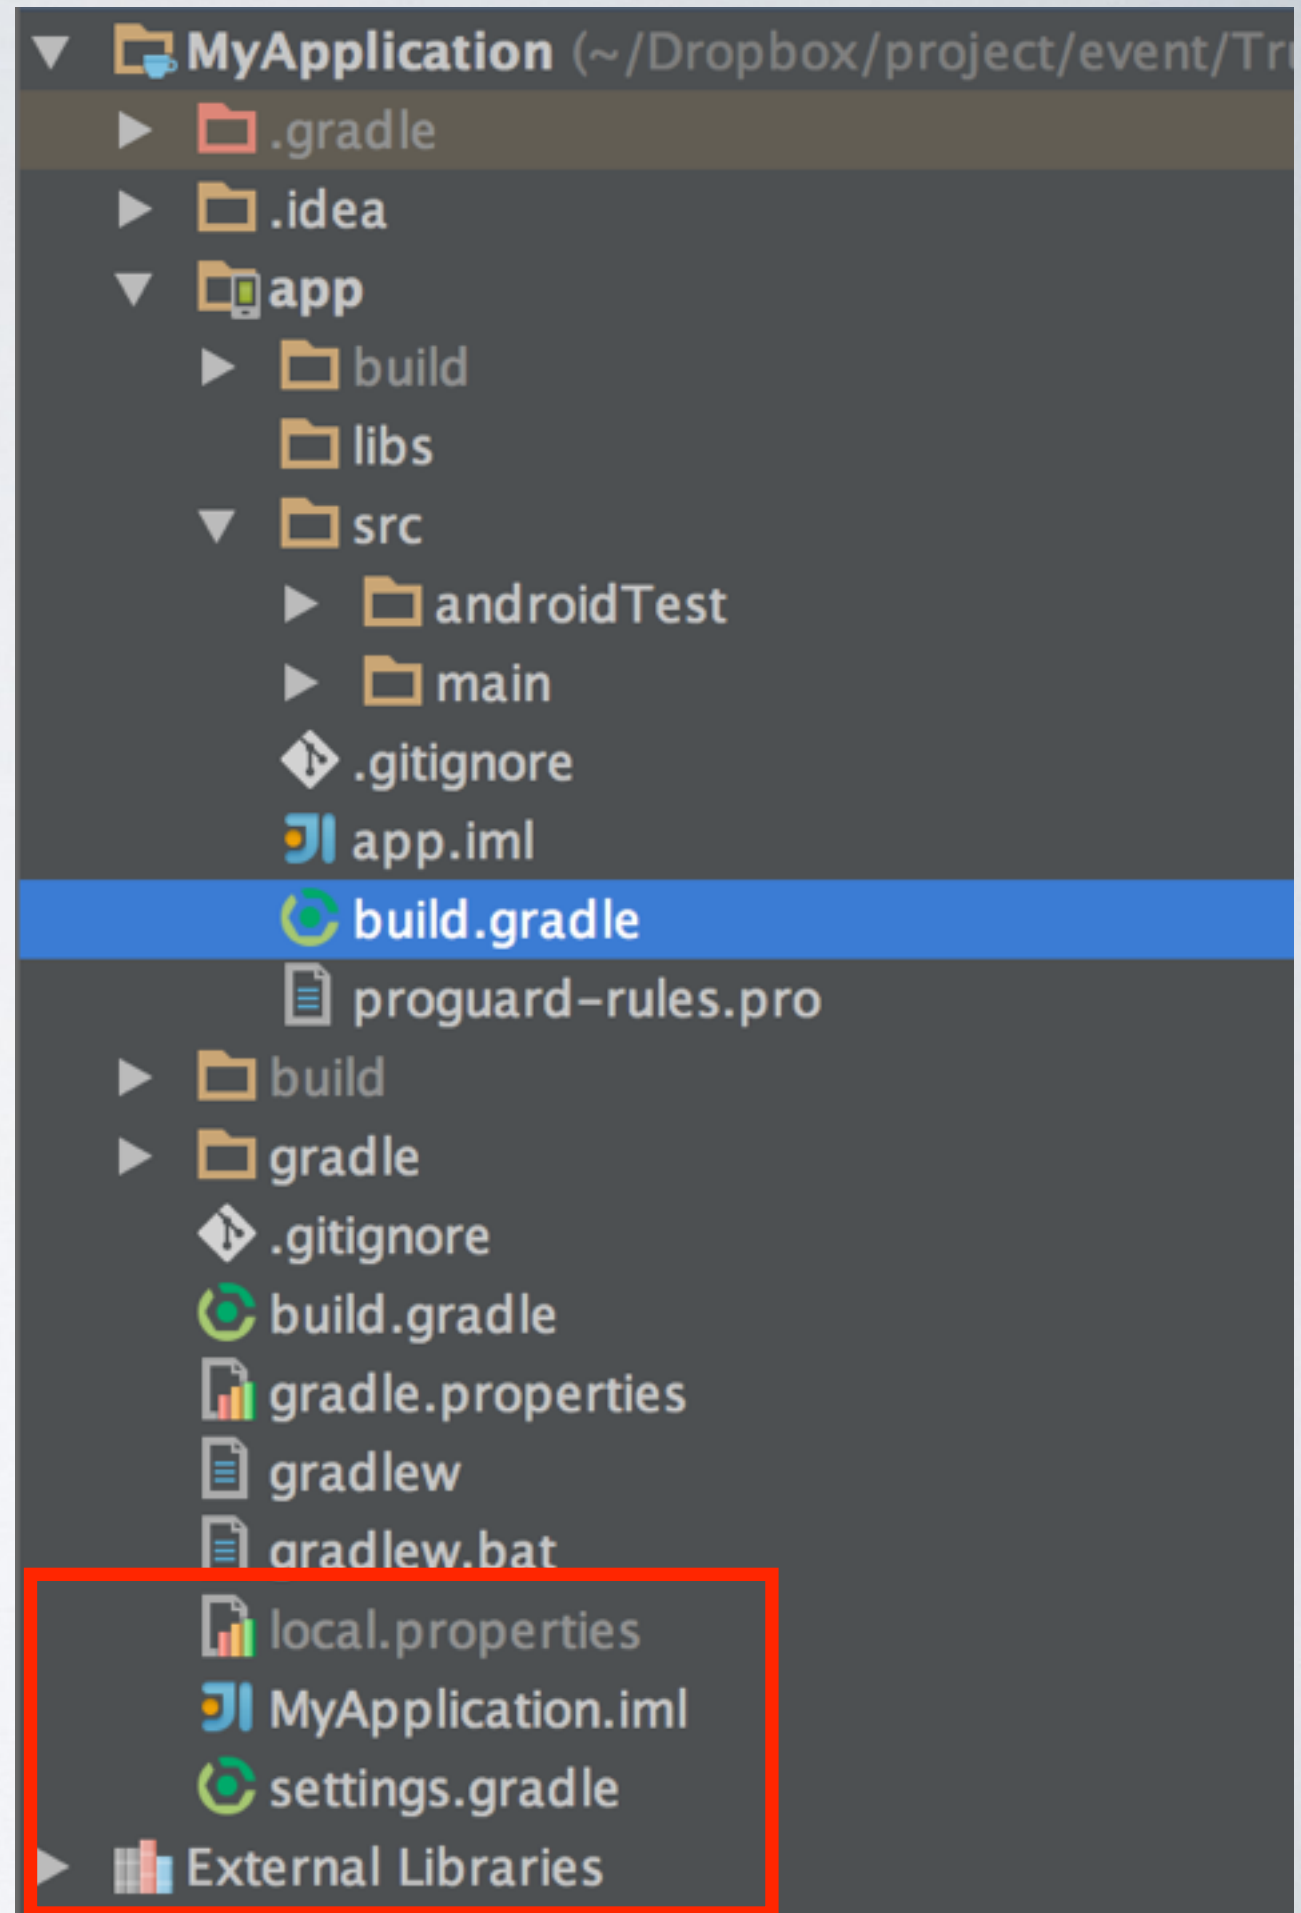 MyApplication (~/Dropbox/project/event/
.gradle
.idea
app
build
libs
src
androidTest
main
.gitignore
app.iml
build.gradle
proguard-rules.pro
build
gradle
.gitignore
build.gradle
gradle.properties
gradlew
gradlew.bat
local.properties
MyApplication.iml
settings.gradle
External Libraries